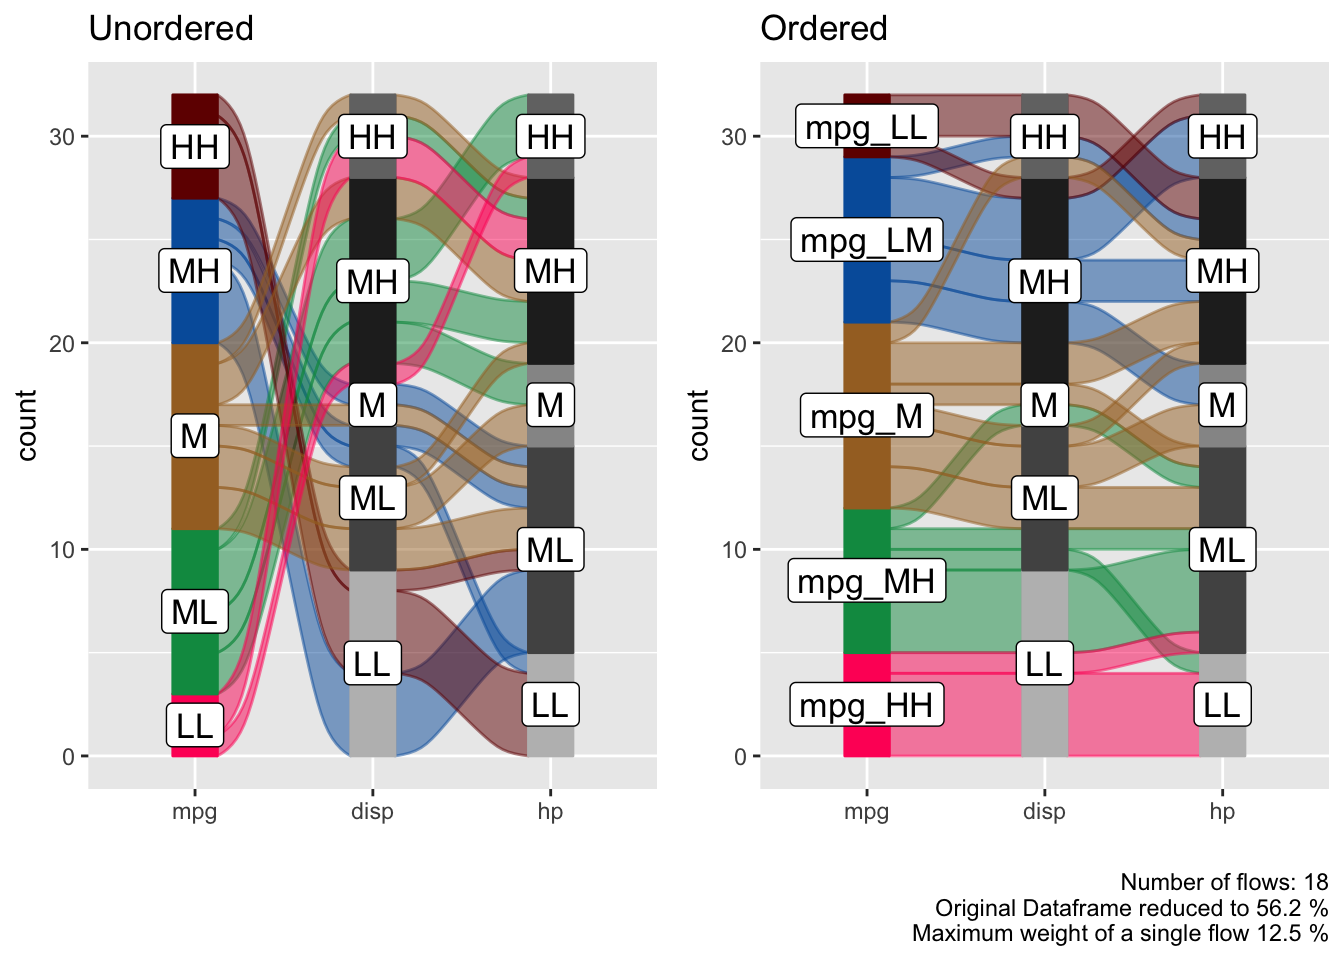 Unordered
count
30
20
10
0
HH
MH
M
ML
LL
HH
MH
M
ML
LL
HH
MH
M
ML
LL
mpg disp hp
Ordered
count
30
20
10
0
mpg_LL
mpg_LM
mpg_M
mpg_MH
mpg_HH
HH
MH
M
ML
LL
HH
MH
M
ML
LL
mpg disp hp
Number of flows: 18
Original Dataframe reduced to 56.2 %
Maximum weight of a single flow 12.5 %